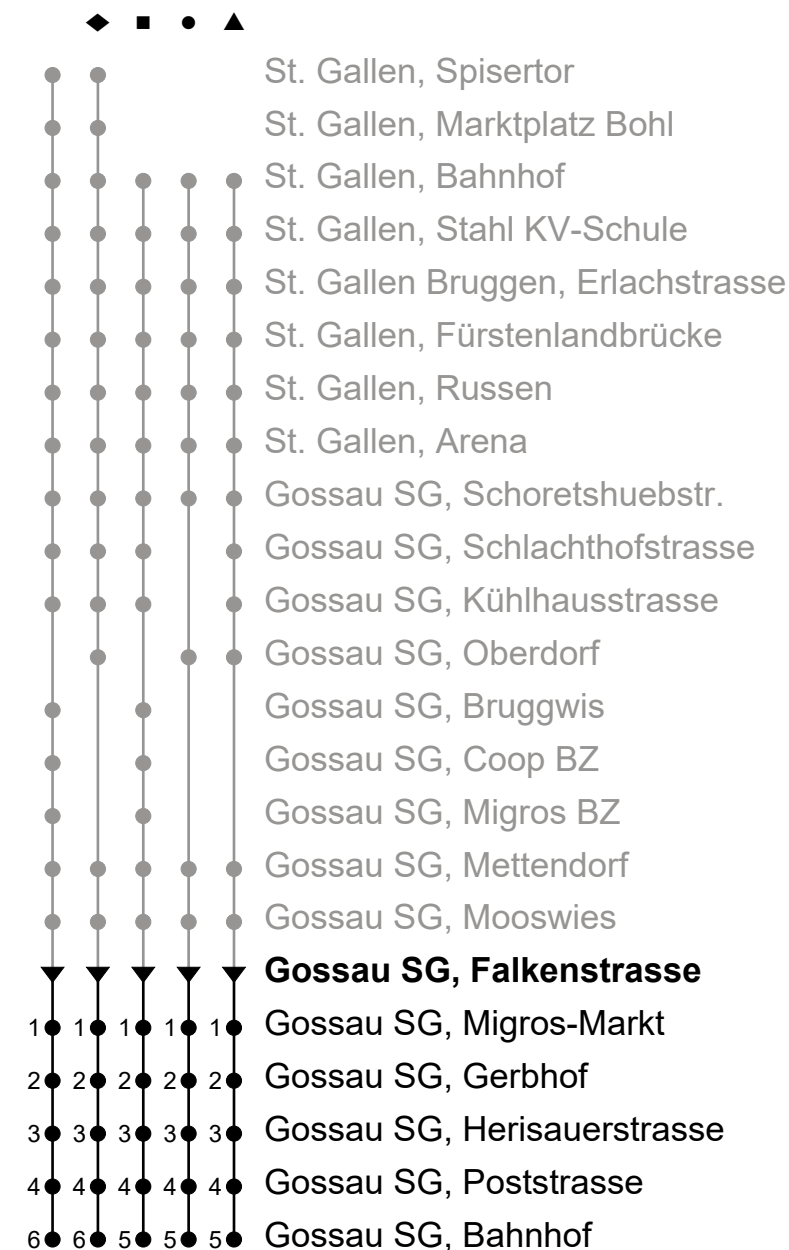 St. Gallen, Spisertor
St. Gallen, Marktplatz Bohl
St. Gallen, Bahnhof
St. Gallen, Stahl KV-Schule
St. Gallen Bruggen, Erlachstrasse
St. Gallen, Fürstenlandbrücke
St. Gallen, Russen
St. Gallen, Arena
Gossau SG, Schoretshuebstr.
Gossau SG, Schlachthofstrasse
Gossau SG, Kühlhausstrasse
Gossau SG, Oberdorf
Gossau SG, Bruggwis
Gossau SG, Coop BZ
Gossau SG, Migros BZ
Gossau SG, Mettendorf
Gossau SG, Mooswies
Gossau SG, Falkenstrasse
1 1 1 1 1 Gossau SG, Migros-Markt
2 2 2 2 2 Gossau SG, Gerbhof
3 3 3 3 3 Gossau SG, Herisauerstrasse
4 4 4 4 4 Gossau SG, Poststrasse
6 6 5 5 5 Gossau SG, Bahnhof